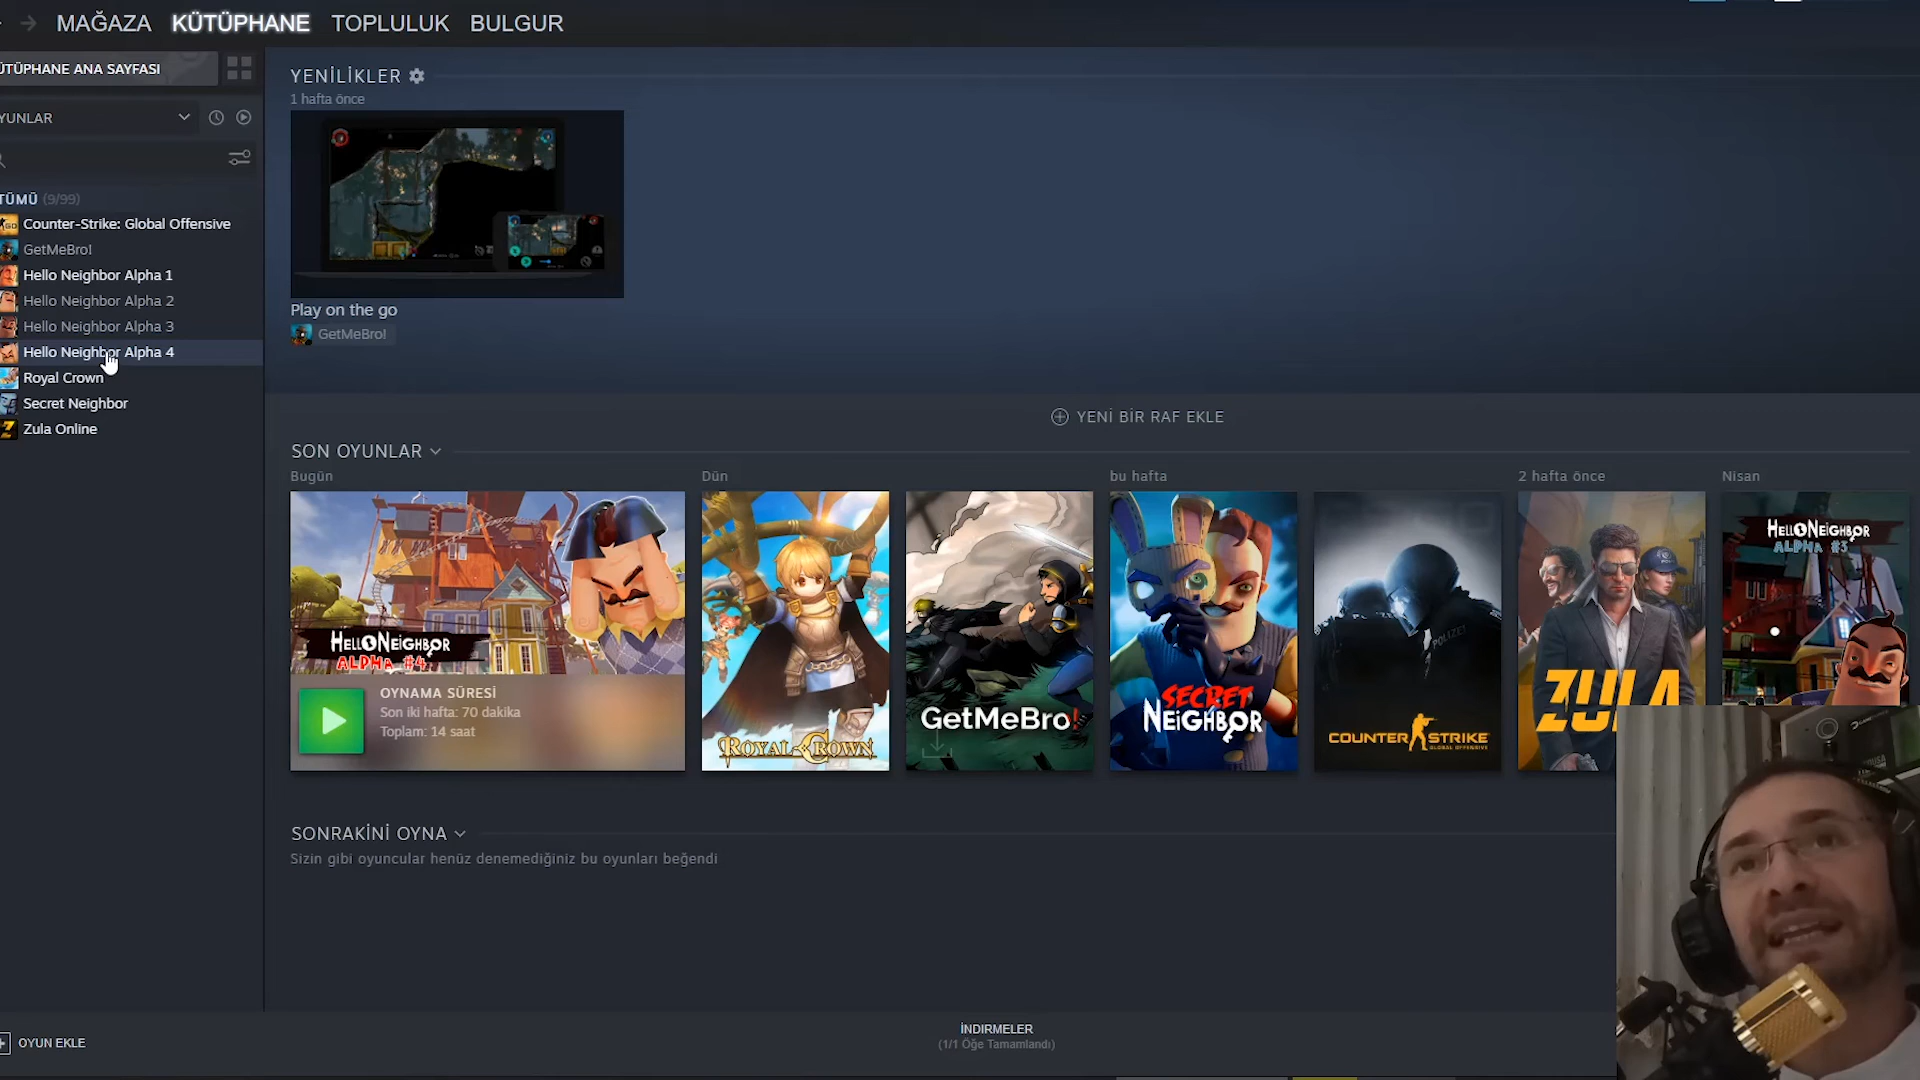 MAĞAZA KÜTÜPHANE TOPLULUK BULGUR
ÜTÜPHANE ANA SAYFASI
YUNLAR
TÜMÜ (9/99)
Counter-Strike: Global Offensive
GetMeBro!
Hello Neighbor Alpha 1
Hello Neighbor Alpha 2
Hello Neighbor Alpha 3
Hello Neighbor Alpha 4
Royal Crown
Secret Neighbor
Zula Online
OYUN EKLE
YENİLİKLER
1 hafta önce
Play on the go
GetMeBro!
YENİ BİR RAF EKLE
SON OYUNLAR
Bugün
HELLO NEIGHBOR
ALPHA #4
OYNAMA SÜRESİ
Son iki hafta: 70 dakika
Toplam: 14 saat
Dün
ROYAL CROWN
GetMeBro!
bu hafta
SECRET
NEIGHBOR
POLIZEI
COUNTER STRIKE
GLOBAL OFFENSIVE
2 hafta önce
ZULA
Nisan
HELLO NEIGHBOR
ALPHA #3
SONRAKİNİ OYNA
Sizin gibi oyuncular henüz denemediğiniz bu oyunları beğendi
İNDİRMELER
(1/1 Öğe Tamamlandı)